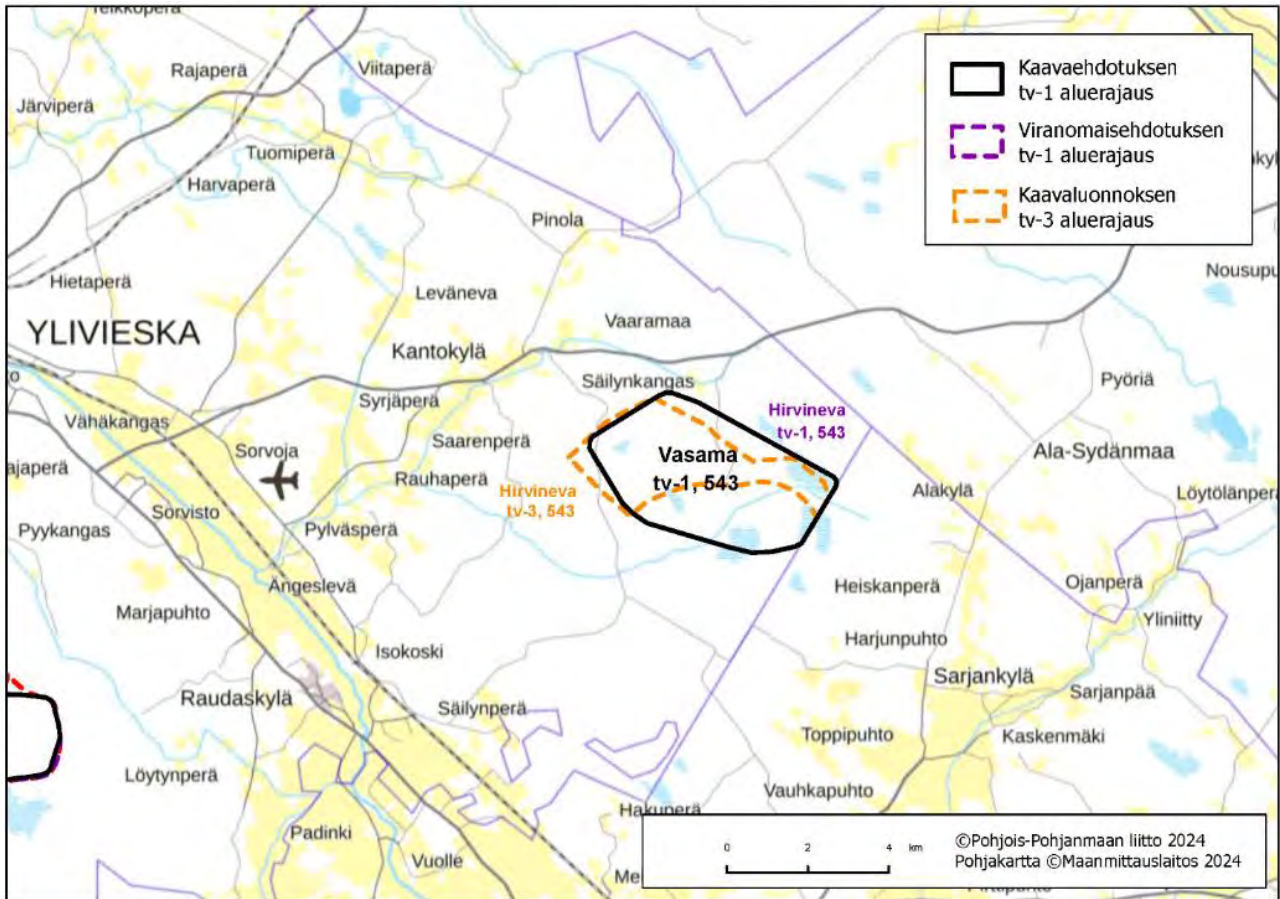 Viitaperä
Rajaperä
Järviperä
Tuomiperä
Harvaperä
Pinola
Hietaperä
Leväneva
YLIVIESKA
Vaaramaa
Kantokylä
Säilynkangas
Syrjäperä
Vähäkangas
Saarenperä
Sorvoja
Rauhaperä
Sorvisto
Pyykangas
Pylväsperä
Ängeslevä
Marjapuhto
Isokoski
Raudaskylä
Säilynperä
Löytynperä
Padinki
Vuolle
Hakuperä
Hirvineva
tv-1, 543
Vasama
tv-1, 543
Hirvineva
tv-3, 543
Pyöriä
Ala-Sydänmaa
Alakylä
Heiskanperä
Ojanperä
Yliniitty
Harjunpuhto
Sarjankylä
Sarjanpää
Toppipuhto
Kaskenmäki
Vauhkapuhto
Kaavaehdotuksen
tv-1 aluerajaus
Viranomaisehdotuksen
tv-1 aluerajaus
Kaavaluonnoksen
tv-3 aluerajaus
0 2 4 km
©Pohjois-Pohjanmaan liitto 2024
Pohjakartta ©Maanmittauslaitos 2024